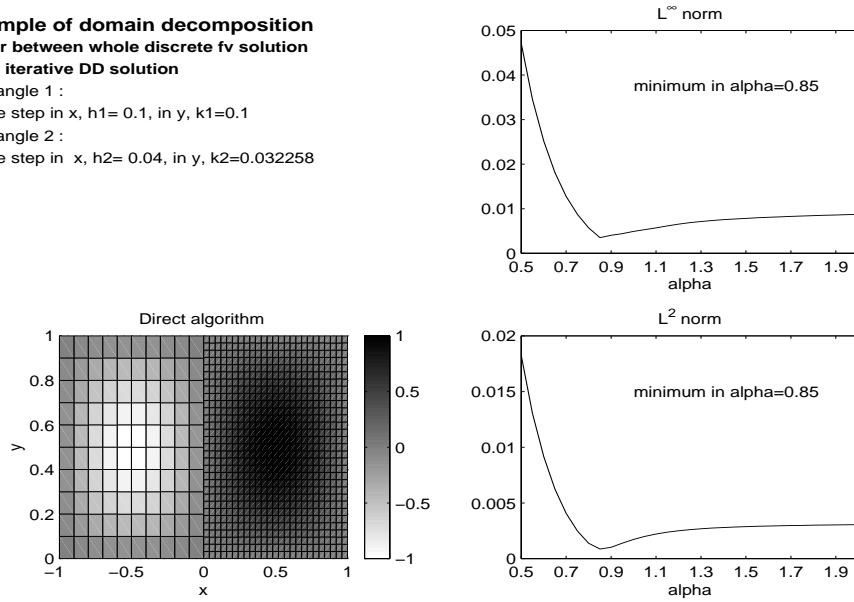 mple of domain decomposition
r between whole discrete fv solution
iterative DD solution
angle 1 :
e step in x, h1= 0.1, in y, k1=0.1
angle 2 :
e step in x, h2= 0.04, in y, k2=0.032258
L∞ norm
0.05
0.04
0.03
0.02
0.01
0
minimum in alpha=0.85
0.5 0.7 0.9 1.1 1.3 1.5 1.7 1.9
alpha
Direct algorithm
1
0.8
0.6
0.4
0.2
0
y
−1 −0.5 0 0.5 1
x
1
0.5
0
−0.5
−1
L2 norm
0.02
0.015
0.01
0.005
0
minimum in alpha=0.85
0.5 0.7 0.9 1.1 1.3 1.5 1.7 1.9
alpha